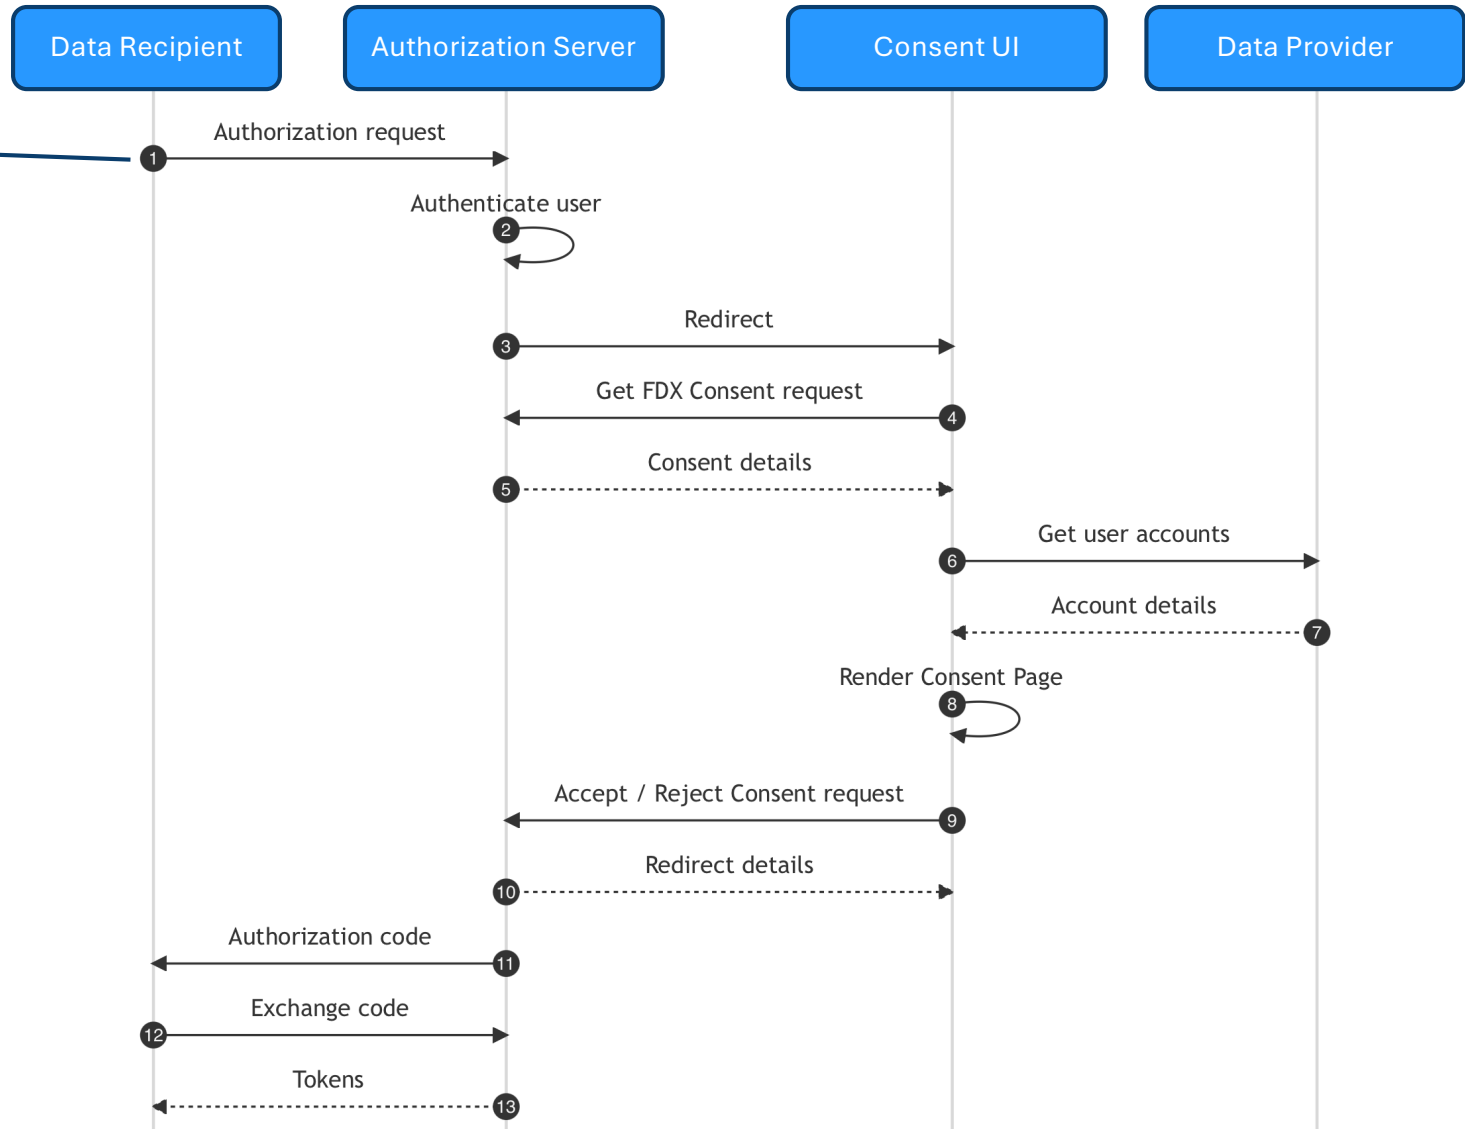 Data Recipient
Authorization Server
Consent UI
Data Provider
Authorization request
1
Authenticate user
2
Redirect
3
Get FDX Consent request
4
Consent details
5
Get user accounts
6
Account details
7
Render Consent Page
8
Accept / Reject Consent request
9
Redirect details
10
Authorization code
11
Exchange code
12
Tokens
13